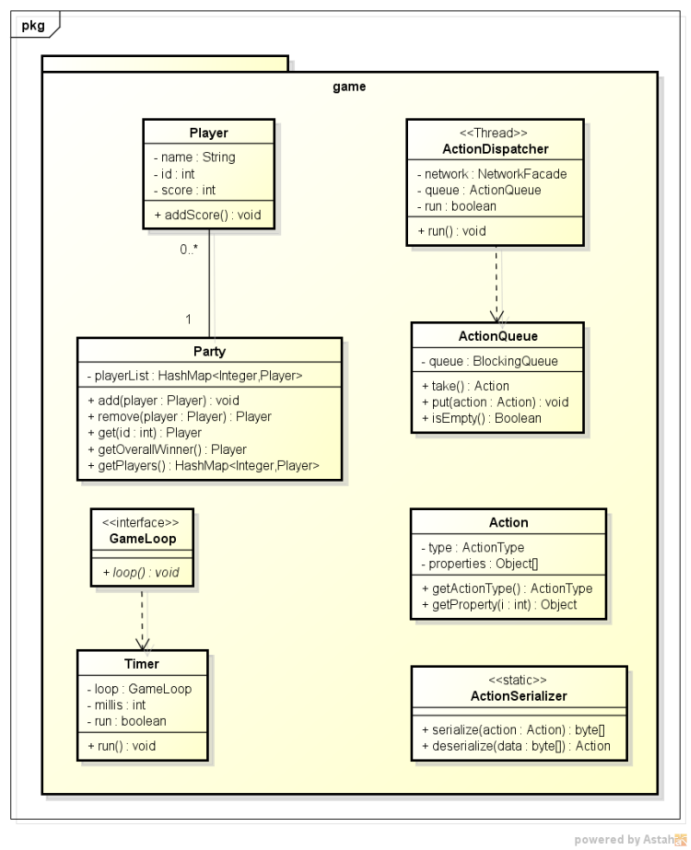 pkg
game
Player
- name : String
- id : int
- score : int
+ addScore() : void
0..*
1
Party
- playerList : HashMap<Integer,Player>
+ add(player : Player) : void
+ remove(player : Player) : Player
+ get(id : int) : Player
+ getOverallWinner() : Player
+ getPlayers() : HashMap<Integer,Player>
<<interface>>
GameLoop
+ loop() : void
Timer
- loop : GameLoop
- millis : int
- run : boolean
+ run() : void
<<Thread>>
ActionDispatcher
- network : NetworkFacade
- queue : ActionQueue
- run : boolean
+ run() : void
ActionQueue
- queue : BlockingQueue
+ take() : Action
+ put(action : Action) : void
+ isEmpty() : Boolean
Action
- type : ActionType
- properties : Object[]
+ getActionType() : ActionType
+ getProperty(i : int) : Object
<<static>>
ActionSerializer
+ serialize(action : Action) : byte[]
+ deserialize(data : byte[]) : Action
powered by Astah